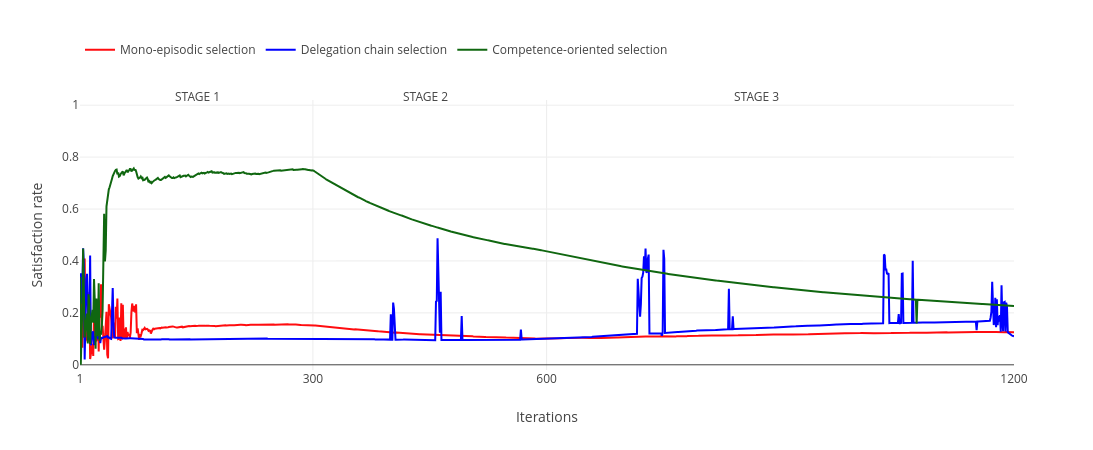 Mono-episodic selection Delegation chain selection Competence-oriented selection
STAGE 1 STAGE 2 STAGE 3
1
0.8
0.6
0.4
0.2
0
Satisfaction rate
1 300 600 1200
Iterations